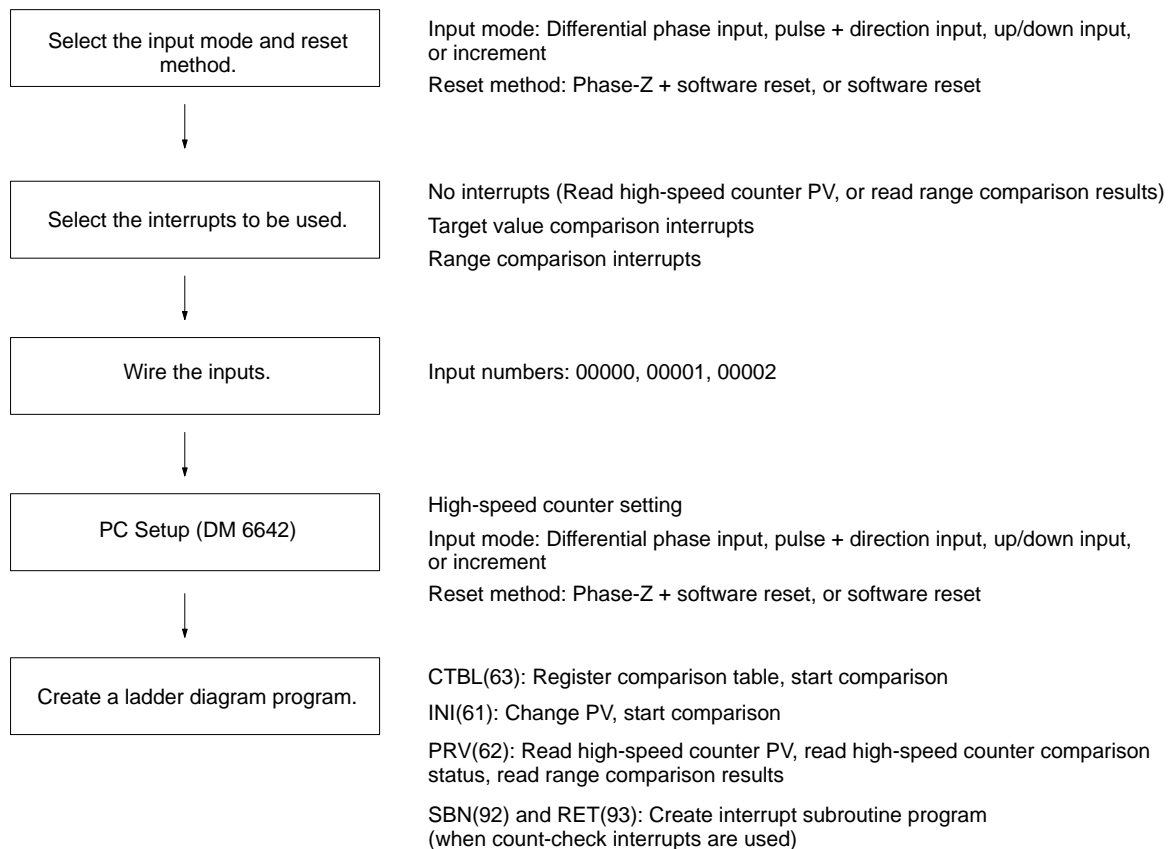 Select the input mode and reset
method.
Input mode: Differential phase input, pulse + direction input, up/down input,
or increment
Reset method: Phase-Z + software reset, or software reset
Select the interrupts to be used.
No interrupts (Read high-speed counter PV, or read range comparison results)
Target value comparison interrupts
Range comparison interrupts
Wire the inputs.
Input numbers: 00000, 00001, 00002
PC Setup (DM 6642)
High-speed counter setting
Input mode: Differential phase input, pulse + direction input, up/down input,
or increment
Reset method: Phase-Z + software reset, or software reset
Create a ladder diagram program.
CTBL(63): Register comparison table, start comparison
INI(61): Change PV, start comparison
PRV(62): Read high-speed counter PV, read high-speed counter comparison
status, read range comparison results
SBN(92) and RET(93): Create interrupt subroutine program
(when count-check interrupts are used)